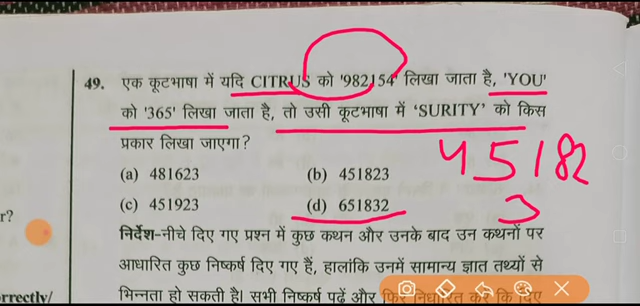 49. एक कूटभाषा में यदि CITRUS को '982154' लिखा जाता है, 'YOU'
को '365' लिखा जाता है, तो उसी कूटभाषा में 'SURITY' को किस
प्रकार लिखा जाएगा?
45182
3
(a) 481623 (b) 451823
(c) 451923 (d) 651832
r?
निर्देश-नीचे दिए गए प्रश्न में कुछ कथन और उनके बाद उन कथनों पर
आधारित कुछ निष्कर्ष दिए गए हैं, हालांकि उनमें सामान्य ज्ञात तथ्यों से
rrectly/ भिन्नता हो सकती है। सभी निष्कर्ष पढ़ें और फिर निर्धारित करें कि दिए